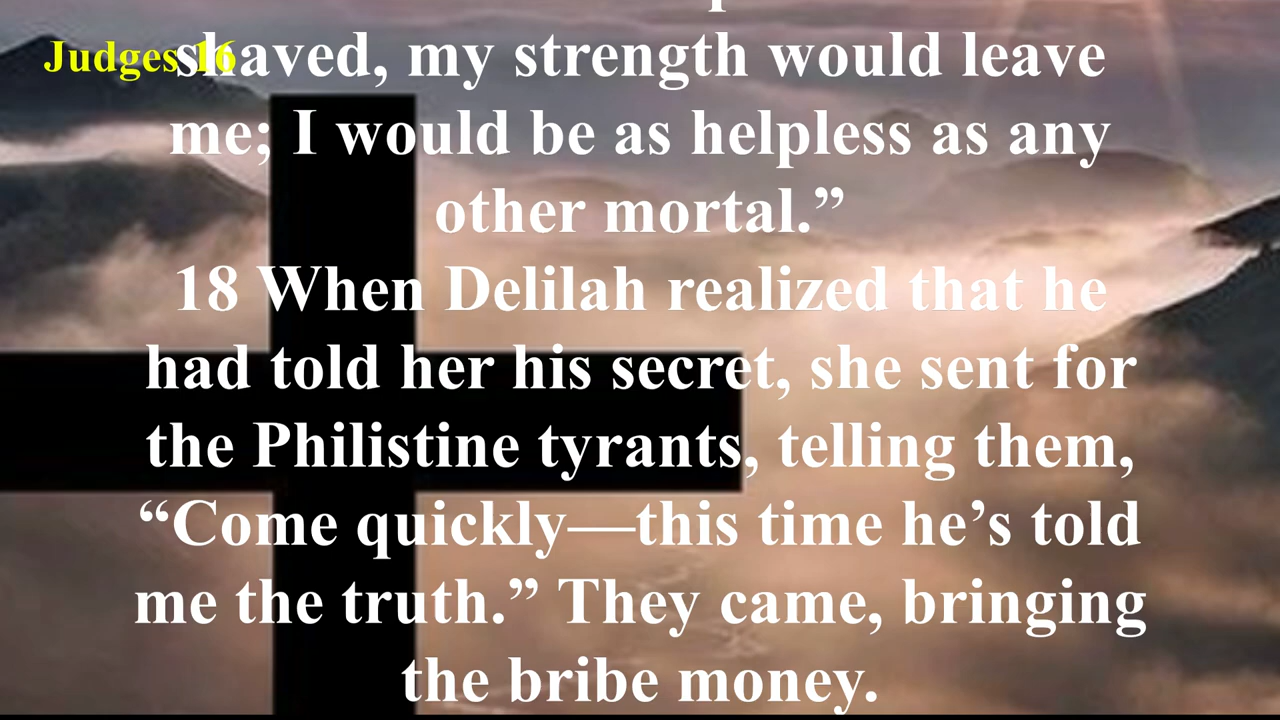 Judges 16
shaved, my strength would leave
me; I would be as helpless as any
other mortal.”
18 When Delilah realized that he
had told her his secret, she sent for
the Philistine tyrants, telling them,
“Come quickly—this time he’s told
me the truth.” They came, bringing
the bribe money.